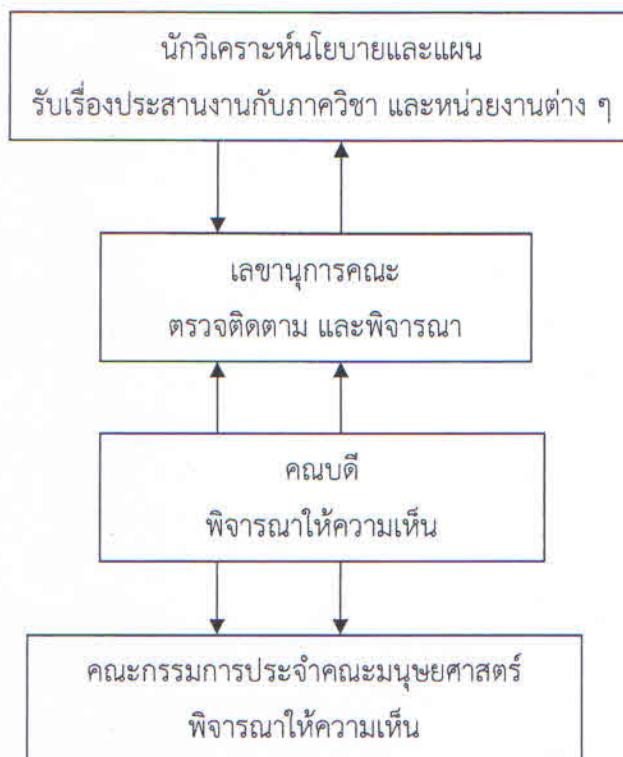 นักวิเคราะห์นโยบายและแผน
รับเรื่องประสานงานกับภาควิชา และหน่วยงานต่าง ๆ
เลขานุการคณะ
ตรวจติดตาม และพิจารณา
คณบดี
พิจารณาให้ความเห็น
คณะกรรมการประจำคณะมนุษยศาสตร์
พิจารณาให้ความเห็น